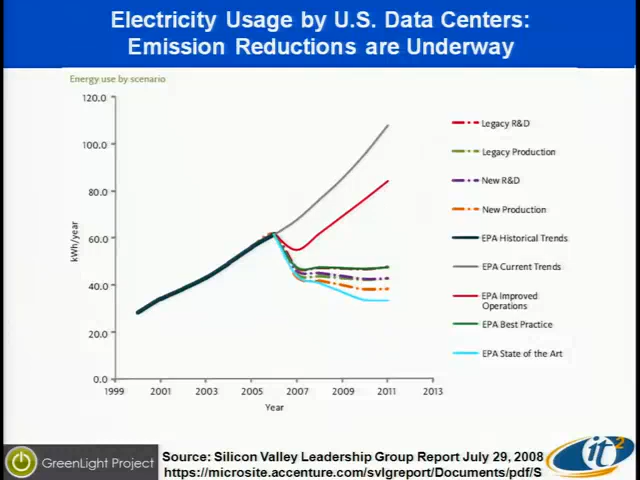 Electricity Usage by U.S. Data Centers:
Emission Reductions are Underway
Energy use by scenario
120.0
100.0
80.0
60.0
40.0
20.0
0.0
kWh/year
1999
2001
2003
2005
2007
2009
2011
2013
Year
Legacy R&D
Legacy Production
New R&D
New Production
EPA Historical Trends
EPA Current Trends
EPA Improved
Operations
EPA Best Practice
EPA State of the Art
GreenLight Project
Source: Silicon Valley Leadership Group Report July 29, 2008
https://microsite.accenture.com/svlgreport/Documents/pdf/S
it2